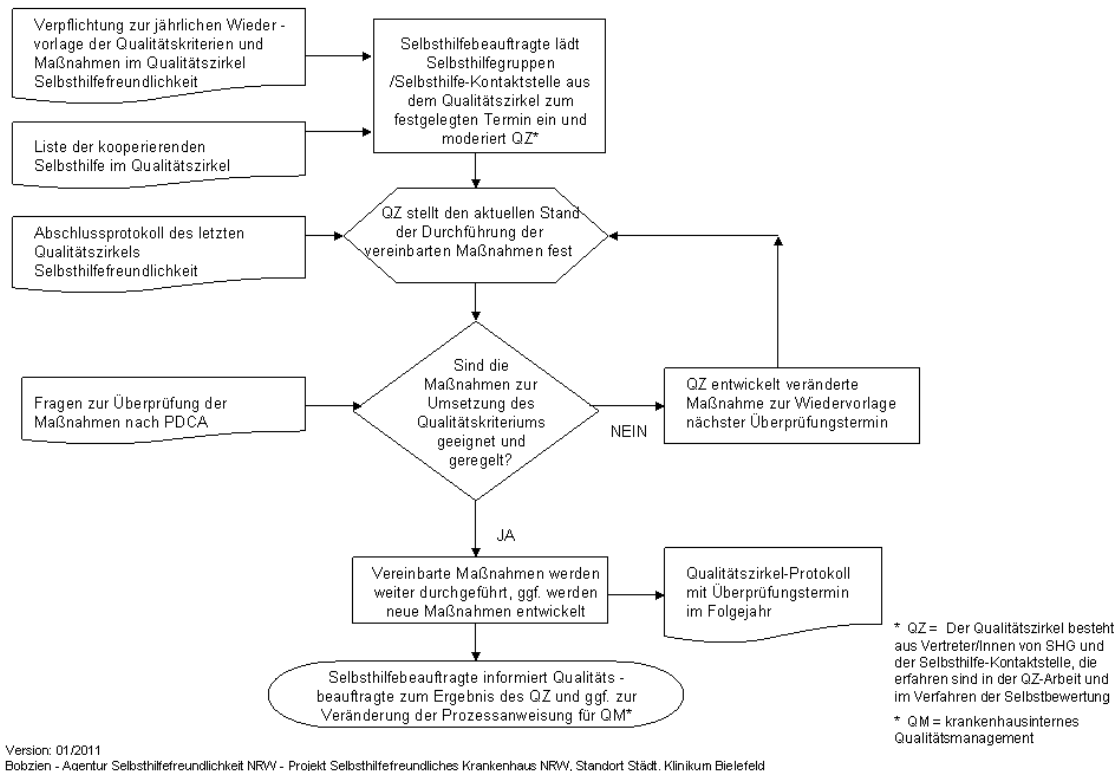 Verpflichtung zur jährlichen Wieder -
vorlage der Qualitätskriterien und
Maßnahmen im Qualitätszirkel
Selbsthilfefreundlichkeit
Selbsthilfebeauftragte lädt
Selbsthilfegruppen
/Selbsthilfe-Kontaktstelle aus
dem Qualitätszirkel zum
festgelegten Termin ein und
moderiert QZ*
Liste der kooperierenden
Selbsthilfe im Qualitätszirkel
Abschlussprotokoll des letzten
Qualitätszirkels
Selbsthilfefreundlichkeit
QZ stellt den aktuellen Stand
der Durchführung der
vereinbarten Maßnahmen fest
Fragen zur Überprüfung der
Maßnahmen nach PDCA
Sind die
Maßnahmen zur
Umsetzung des
Qualitätskriteriums
geeignet und
geregelt?
NEIN
QZ entwickelt veränderte
Maßnahme zur Wiedervorlage
nächster Überprüfungstermin
JA
Vereinbarte Maßnahmen werden
weiter durchgeführt, ggf. werden
neue Maßnahmen entwickelt
Qualitätszirkel-Protokoll
mit Überprüfungstermin
im Folgejahr
Selbsthilfebeauftragte informiert Qualitäts -
beauftragte zum Ergebnis des QZ und ggf. zur
Veränderung der Prozessanweisung für QM*
* QZ = Der Qualitätszirkel besteht
aus Vertreter/Innen von SHG und
der Selbsthilfe-Kontaktstelle, die
erfahren sind in der QZ-Arbeit und
im Verfahren der Selbstbewertung
* QM = krankenhausinternes
Qualitätsmanagement
Version: 01/2011
Bobzien - Agentur Selbsthilfefreundlichkeit NRW - Projekt Selbsthilfefreundliches Krankenhaus NRW, Standort Städt. Klinikum Bielefeld